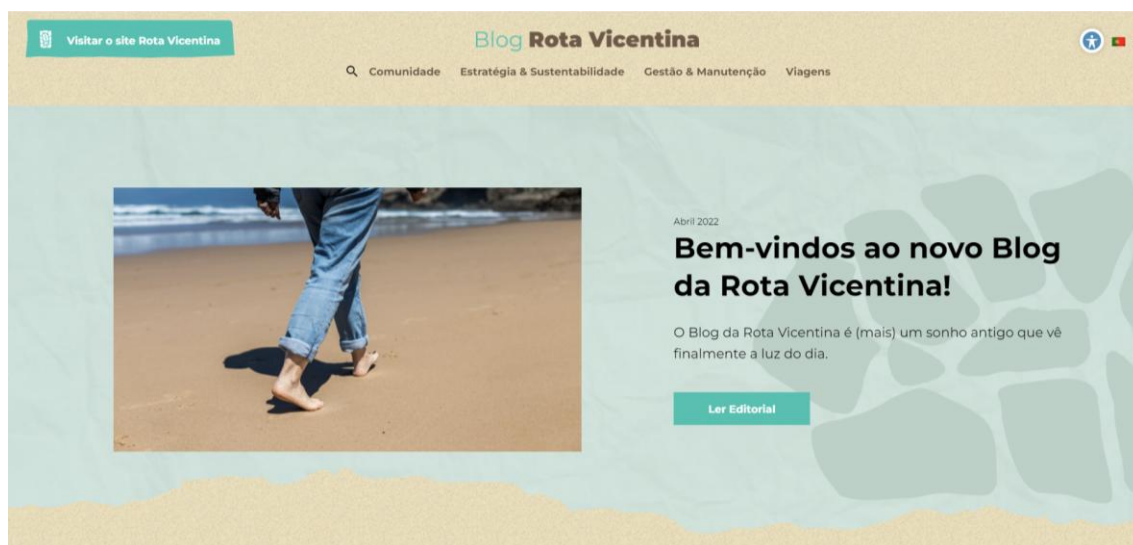 Visitar o site Rota Vicentina
Blog Rota Vicentina
Comunidade Estratégia & Sustentabilidade Gestão & Manutenção Viagens
Abril 2022
Bem-vindos ao novo Blog
da Rota Vicentina!
O Blog da Rota Vicentina é (mais) um sonho antigo que vê
finalmente a luz do dia.
Ler Editorial